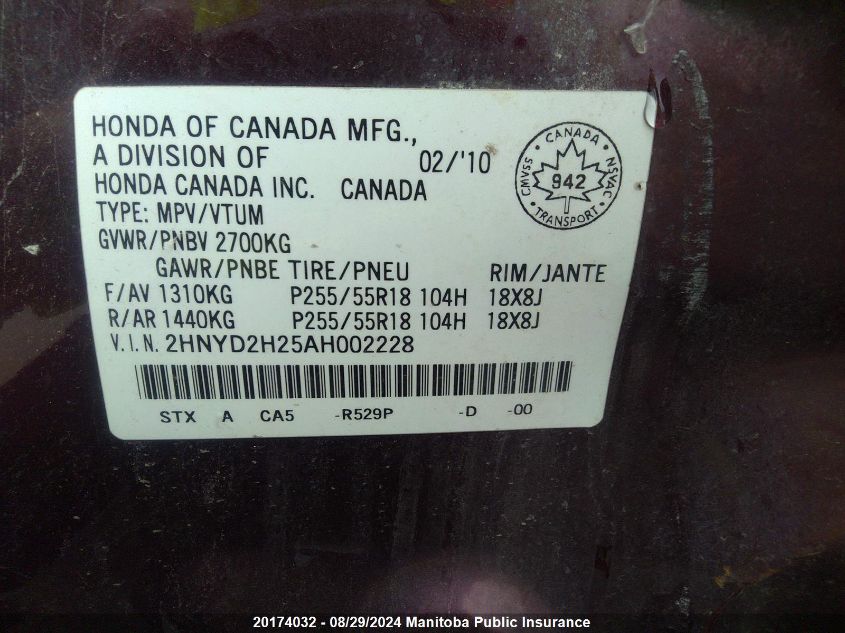 HONDA OF CANADA MFG.,
A DIVISION OF 02/'10
HONDA CANADA INC. CANADA
TYPE: MPV/VTUM
GVWR/PNBV 2700KG
GAWR/PNBE TIRE/PNEU RIM/JANTE
F/AV 1310KG P255/55R18 104H 18X8J
R/AR 1440KG P255/55R18 104H 18X8J
V.I.N. 2HNYD2H25AH002228
STX A CA5 -R529P -D -00
CANADA
CMVSS 942 NSVAC
TRANSPORT
20174032 - 08/29/2024 Manitoba Public Insurance